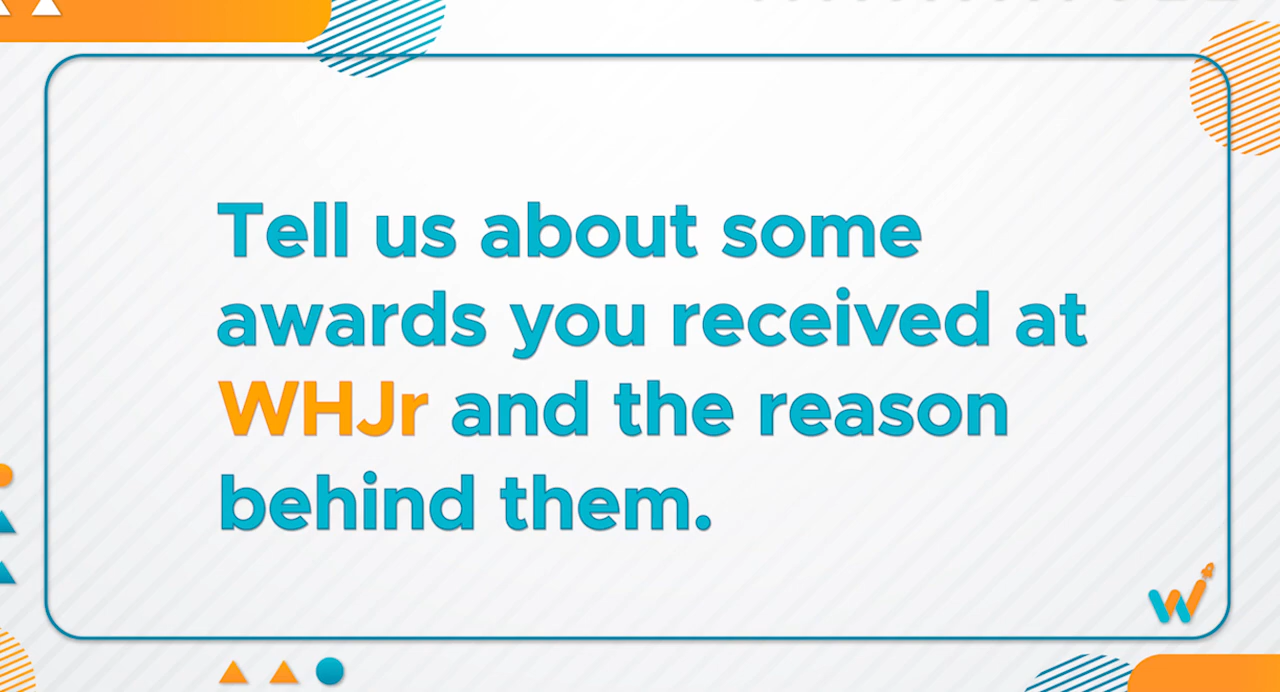 Tell us about some
awards you received at
WHJr and the reason
behind them.